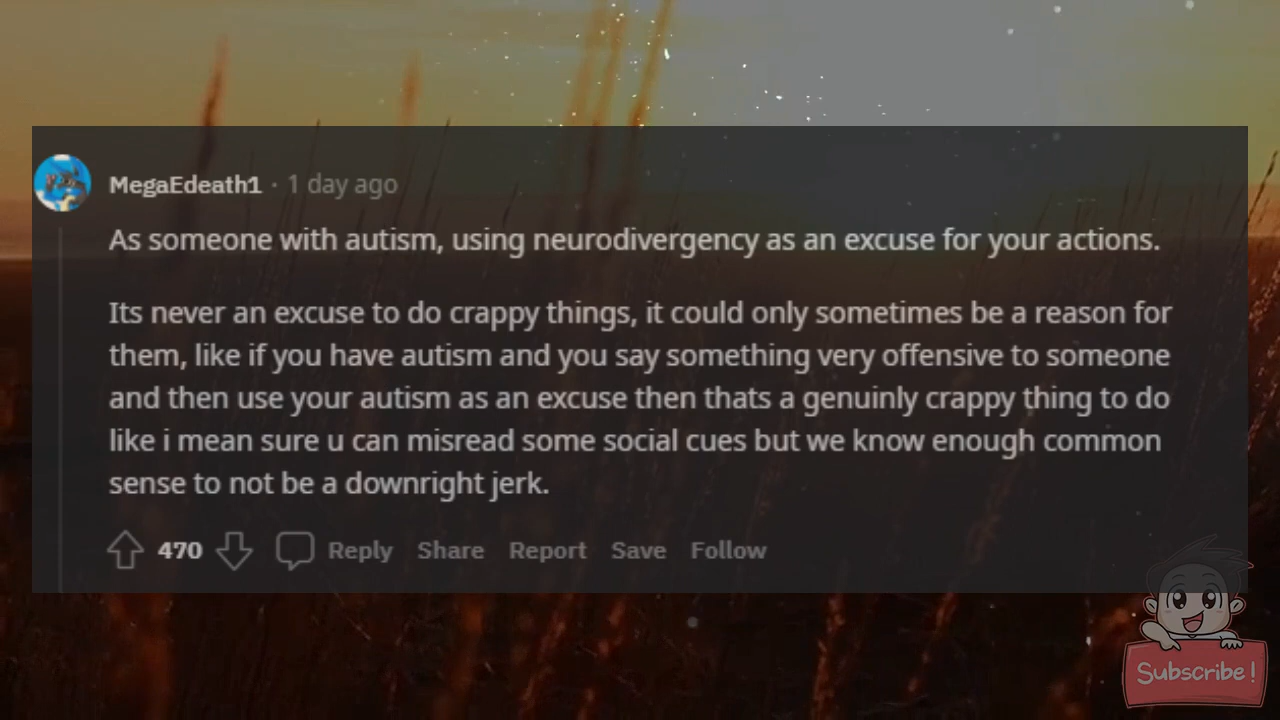 MegaEdeath1 · 1 day ago
As someone with autism, using neurodivergency as an excuse for your actions.
Its never an excuse to do crappy things, it could only sometimes be a reason for
them, like if you have autism and you say something very offensive to someone
and then use your autism as an excuse then thats a genuinly crappy thing to do
like i mean sure u can misread some social cues but we know enough common
sense to not be a downright jerk.
470 Reply Share Report Save Follow
Subscribe!